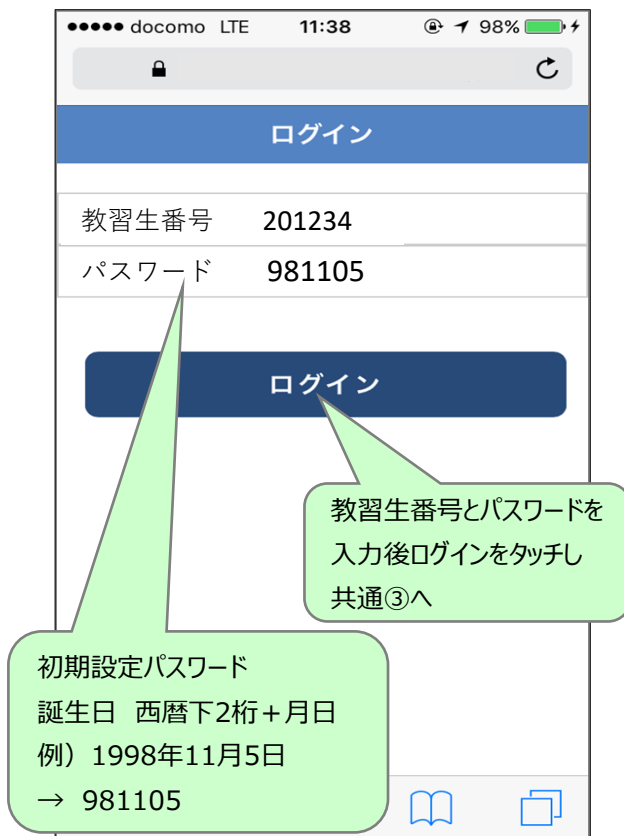 docomo LTE 11:38 98%
ログイン
教習生番号 201234
パスワード 981105
ログイン
教習生番号とパスワードを
入力後ログインをタッチし
共通③へ
初期設定パスワード
誕生日 西暦下2桁＋月日
例）1998年11月5日
→ 981105